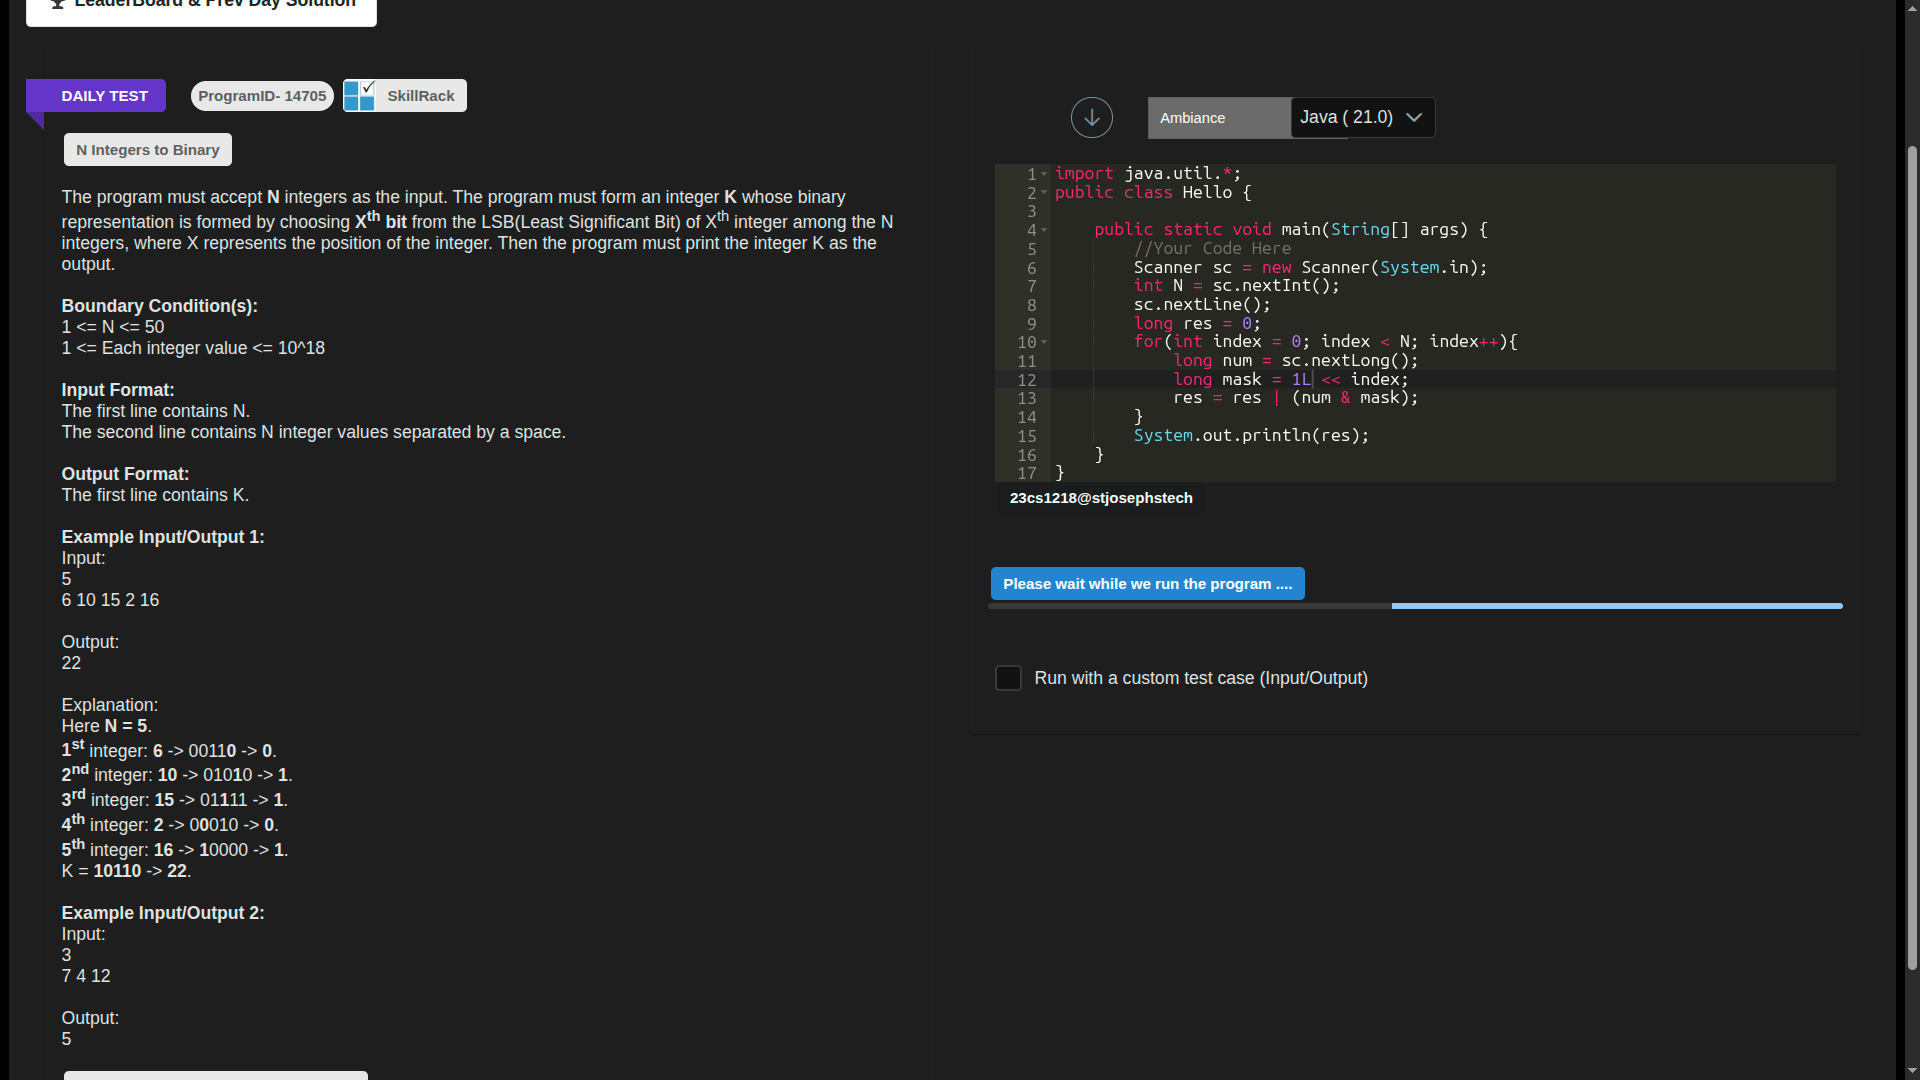 LeaderBoard & Prev Day Solution
DAILY TEST
ProgramID- 14705
SkillRack
N Integers to Binary
The program must accept N integers as the input. The program must form an integer K whose binary
representation is formed by choosing Xth bit from the LSB(Least Significant Bit) of Xth integer among the N
integers, where X represents the position of the integer. Then the program must print the integer K as the
output.
Boundary Condition(s):
1 <= N <= 50
1 <= Each integer value <= 10^18
Input Format:
The first line contains N.
The second line contains N integer values separated by a space.
Output Format:
The first line contains K.
Example Input/Output 1:
Input:
5
6 10 15 2 16
Output:
22
Explanation:
Here N = 5.
1st integer: 6 -> 00110 -> 0.
2nd integer: 10 -> 01010 -> 1.
3rd integer: 15 -> 01111 -> 1.
4th integer: 2 -> 00010 -> 0.
5th integer: 16 -> 10000 -> 1.
K = 10110 -> 22.
Example Input/Output 2:
Input:
3
7 4 12
Output:
5
Ambiance
Java ( 21.0)
1 import java.util.*;
2 public class Hello {
3
4     public static void main(String[] args) {
5         //Your Code Here
6         Scanner sc = new Scanner(System.in);
7         int N = sc.nextInt();
8         sc.nextLine();
9         long res = 0;
10         for(int index = 0; index < N; index++){
11             long num = sc.nextLong();
12             long mask = 1L << index;
13             res = res | (num & mask);
14         }
15         System.out.println(res);
16     }
17 }
23cs1218@stjosephstech
Please wait while we run the program ....
Run with a custom test case (Input/Output)